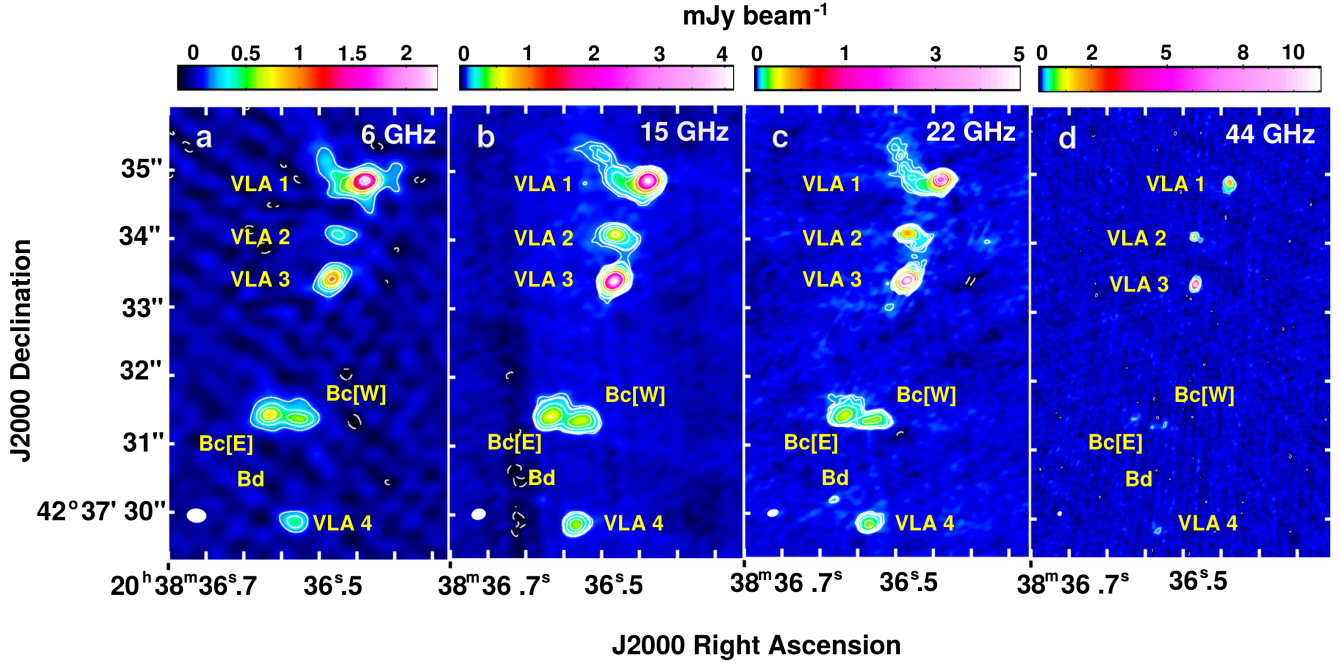 mJy beam⁻¹
0 0.5 1 1.5 2
0 1 2 3 4
0 1 3 5
0 2 5 8 10
a 6 GHz
b 15 GHz
c 22 GHz
d 44 GHz
35''
34''
33''
32''
31''
42°37' 30''
J2000 Declination
VLA 1
VLA 2
VLA 3
Bc[W]
Bc[E]
Bd
VLA 4
VLA 1
VLA 2
VLA 3
Bc[W]
Bc[E]
Bd
VLA 4
VLA 1
VLA 2
VLA 3
Bc[W]
Bc[E]
Bd
VLA 4
VLA 1
VLA 2
VLA 3
Bc[W]
Bc[E]
Bd
VLA 4
20ʰ 38ᵐ36ˢ.7 36ˢ.5
38ᵐ36 .7ˢ 36ˢ.5
38ᵐ36 .7ˢ 36ˢ.5
38ᵐ36 .7ˢ 36ˢ.5
J2000 Right Ascension